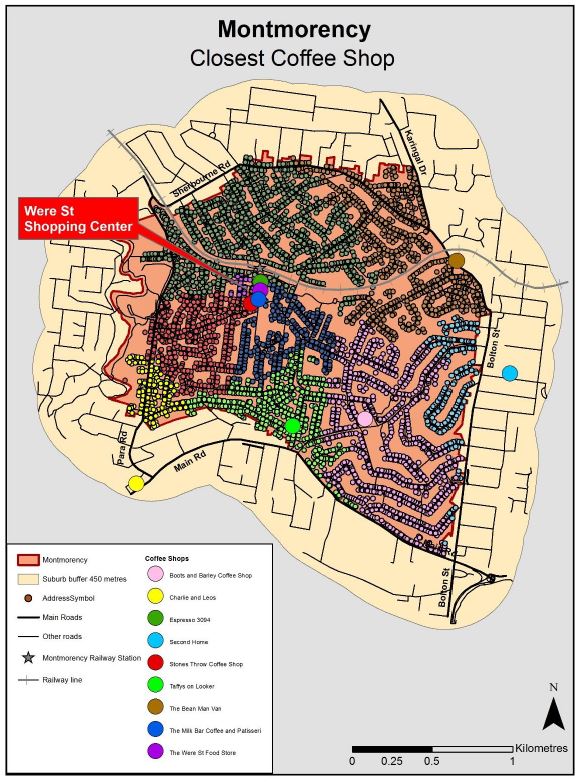 Montmorency
Closest Coffee Shop
Karingal Dr
Sherbourne Rd
Were St
Shopping Center
Bolton St
Para Rd
Main Rd
Bolton St
Montmorency
Suburb buffer 450 metres
AddressSymbol
Main Roads
Other roads
Montmorency Railway Station
Railway line
Coffee Shops
Boots and Barley Coffee Shop
Charlie and Leos
Espresso 3094
Second Home
Stones Throw Coffee Shop
Taffys on Looker
The Bean Man Van
The Milk Bar Coffee and Patisseri
The Were St Food Store
N
Kilometres
0 0.25 0.5 1